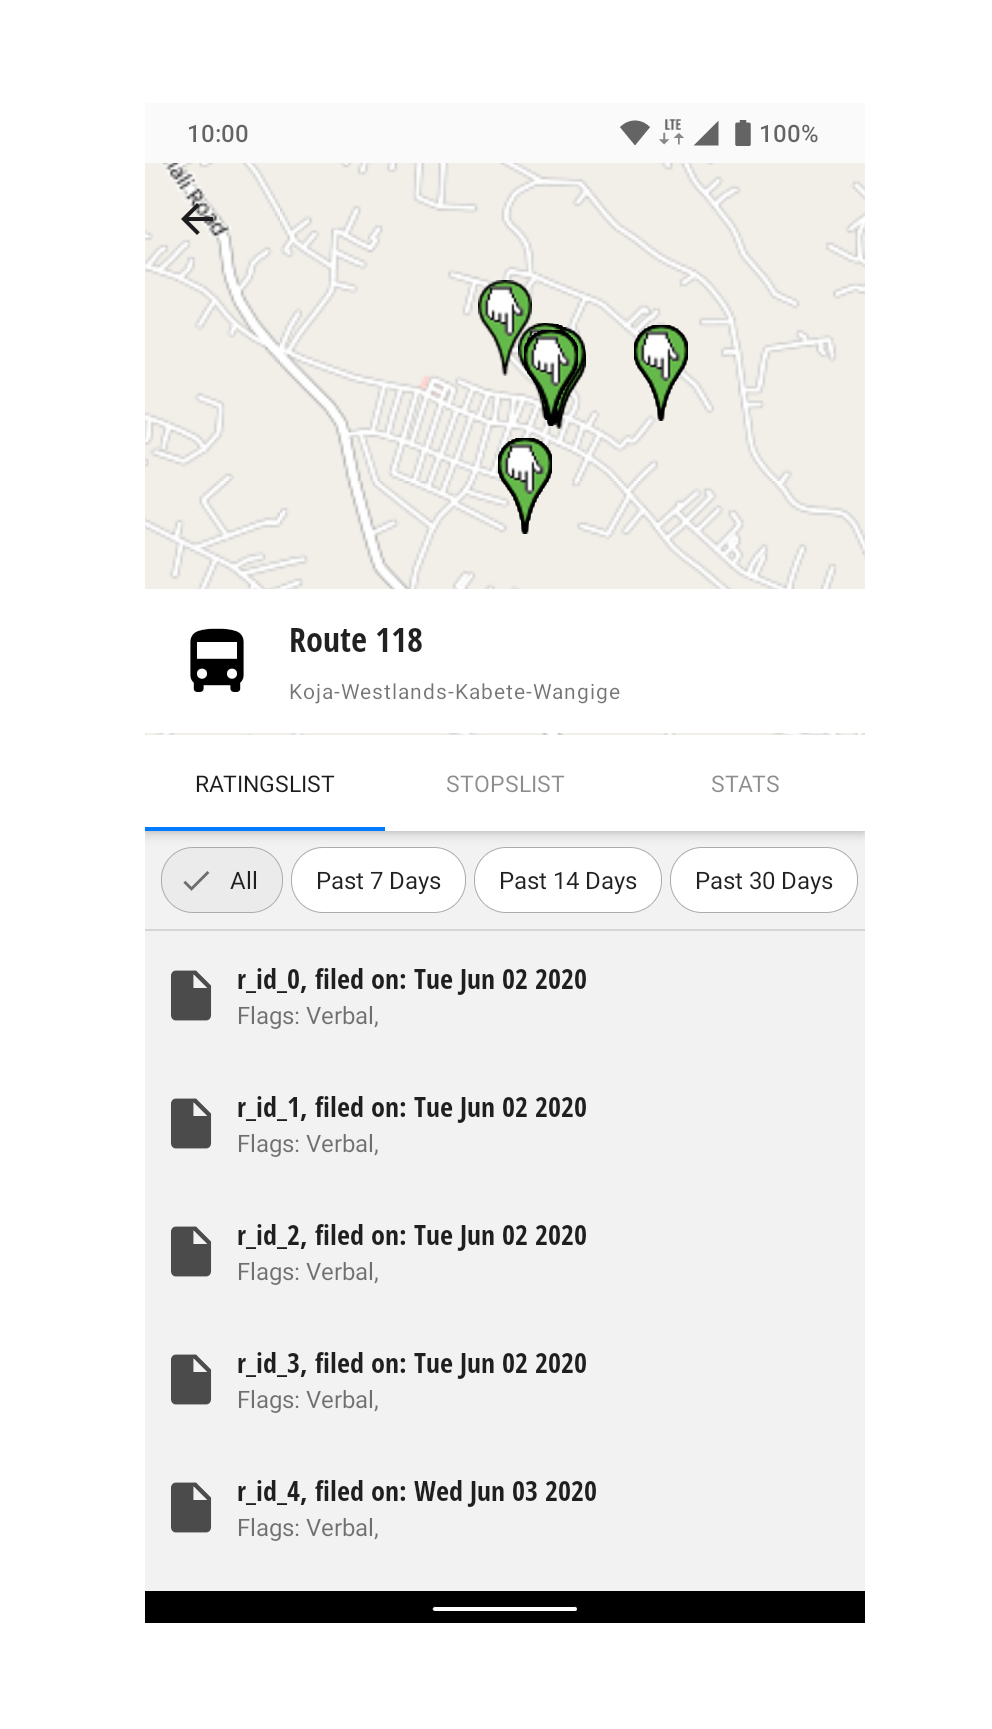 10:00 LTE 100%
Road
Route 118
Koja-Westlands-Kabete-Wangige
RATINGSLIST STOPSLIST STATS
All Past 7 Days Past 14 Days Past 30 Days
r_id_0, filed on: Tue Jun 02 2020
Flags: Verbal,
r_id_1, filed on: Tue Jun 02 2020
Flags: Verbal,
r_id_2, filed on: Tue Jun 02 2020
Flags: Verbal,
r_id_3, filed on: Tue Jun 02 2020
Flags: Verbal,
r_id_4, filed on: Wed Jun 03 2020
Flags: Verbal,